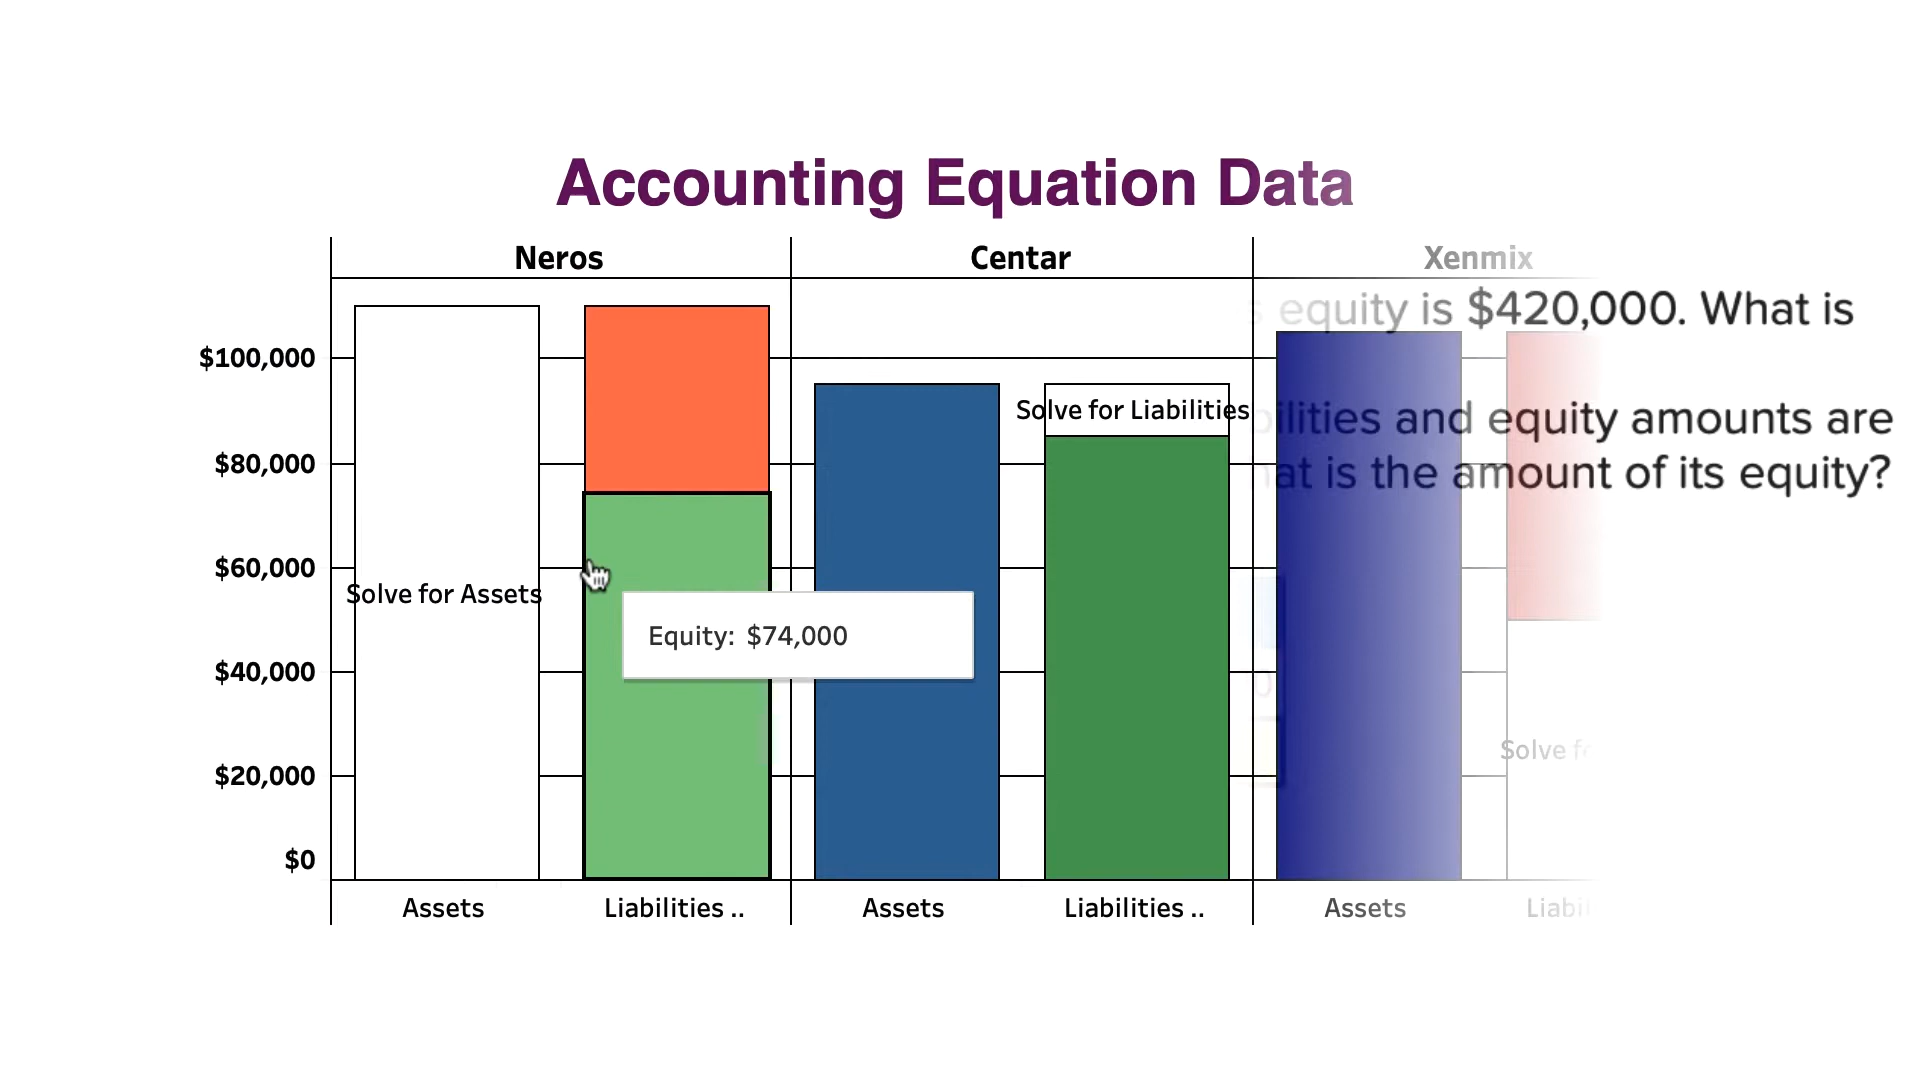 Accounting Equation Data
Neros
Centar
Xenmix
equity is $420,000. What is
$100,000
Solve for Liabilities
and equity amounts are
$80,000
is the amount of its equity?
$60,000
Solve for Assets
Equity: $74,000
$40,000
Solve
$20,000
$0
Assets
Liabilities ..
Assets
Liabilities ..
Assets